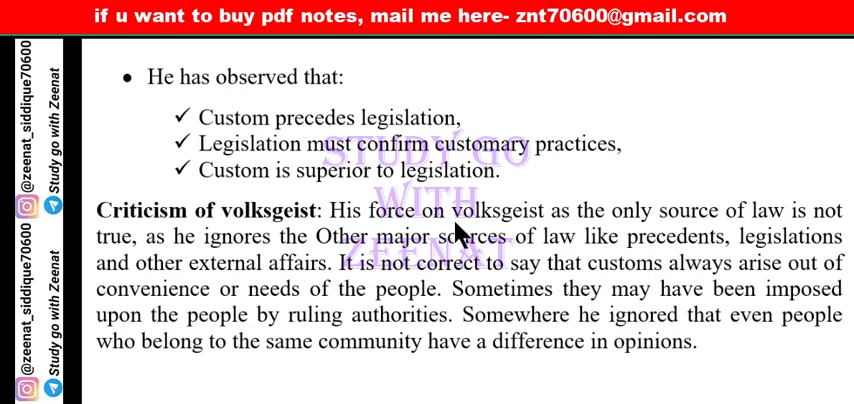 if u want to buy pdf notes, mail me here- znt70600@gmail.com
@zeenat_siddique70600
Study go with Zeenat
@zeenat_siddique70600
Study go with Zeenat
• He has observed that:
✓ Custom precedes legislation,
✓ Legislation must confirm customary practices,
✓ Custom is superior to legislation.
STUDY GO
WITH
ZEENAT
Criticism of volksgeist: His force on volksgeist as the only source of law is not
true, as he ignores the Other major sources of law like precedents, legislations
and other external affairs. It is not correct to say that customs always arise out of
convenience or needs of the people. Sometimes they may have been imposed
upon the people by ruling authorities. Somewhere he ignored that even people
who belong to the same community have a difference in opinions.